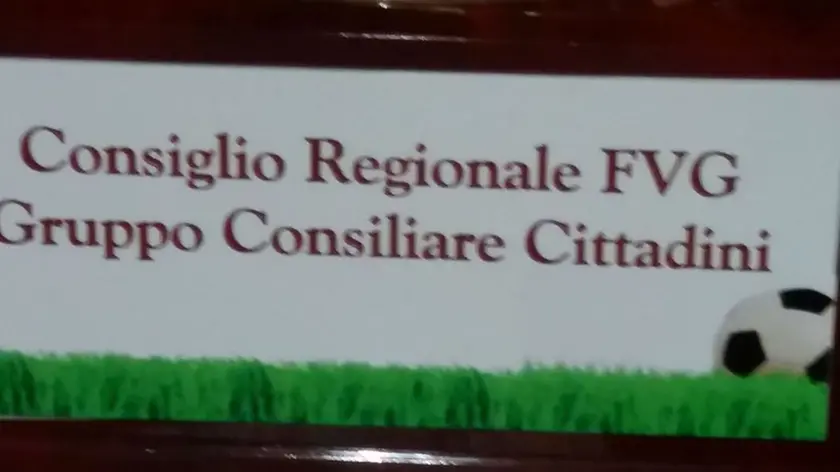 Consiglio Regionale FVG
Gruppo Consiliare Cittadini